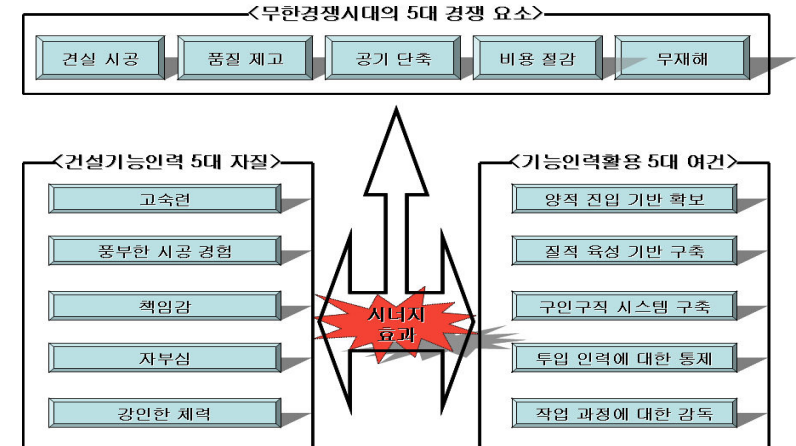 <무한경쟁시대의 5대 경쟁 요소>
견실 시공
품질 제고
공기 단축
비용 절감
무재해
<건설기능인력 5대 자질>
고숙련
풍부한 시공 경험
책임감
자부심
강인한 체력
시너지
효과
<기능인력활용 5대 여건>
양적 진입 기반 확보
질적 육성 기반 구축
구인구직 시스템 구축
투입 인력에 대한 통제
작업 과정에 대한 감독